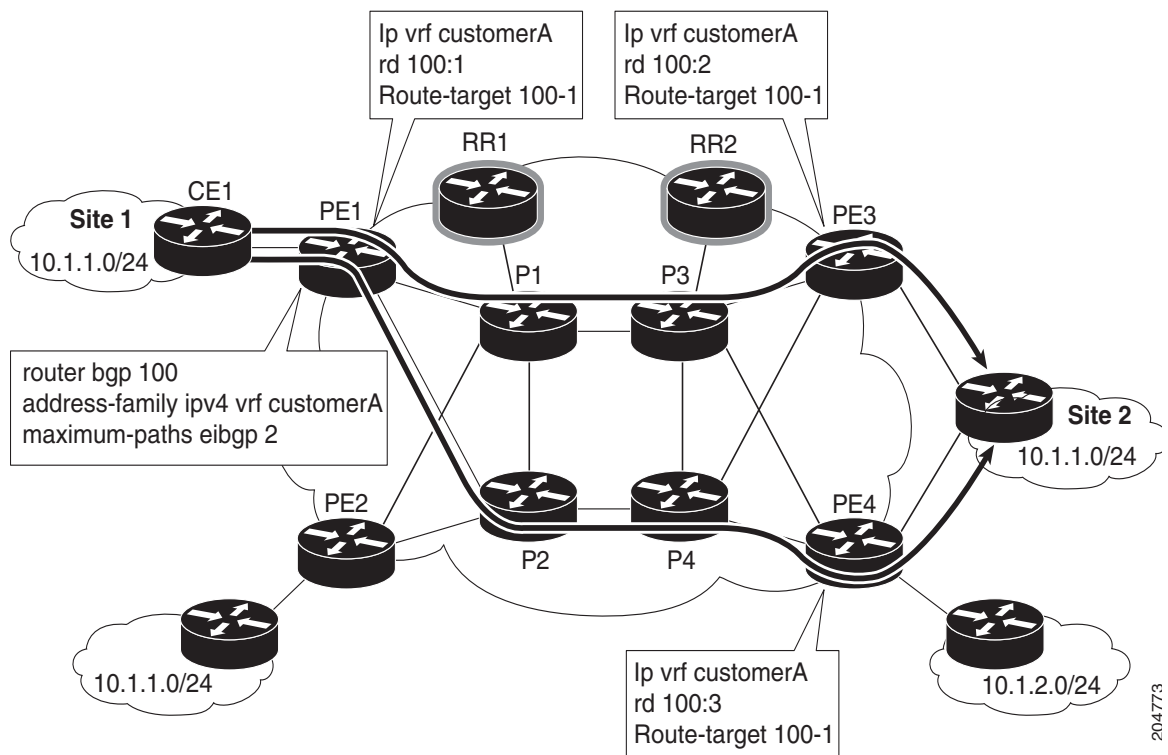 Ip vrf customerA
rd 100:1
Route-target 100-1
Ip vrf customerA
rd 100:2
Route-target 100-1
RR1
RR2
CE1
Site 1
10.1.1.0/24
PE1
PE3
P1
P3
router bgp 100
address-family ipv4 vrf customerA
maximum-paths eibgp 2
Site 2
10.1.1.0/24
PE2
PE4
P2
P4
10.1.1.0/24
Ip vrf customerA
rd 100:3
Route-target 100-1
10.1.2.0/24
204773